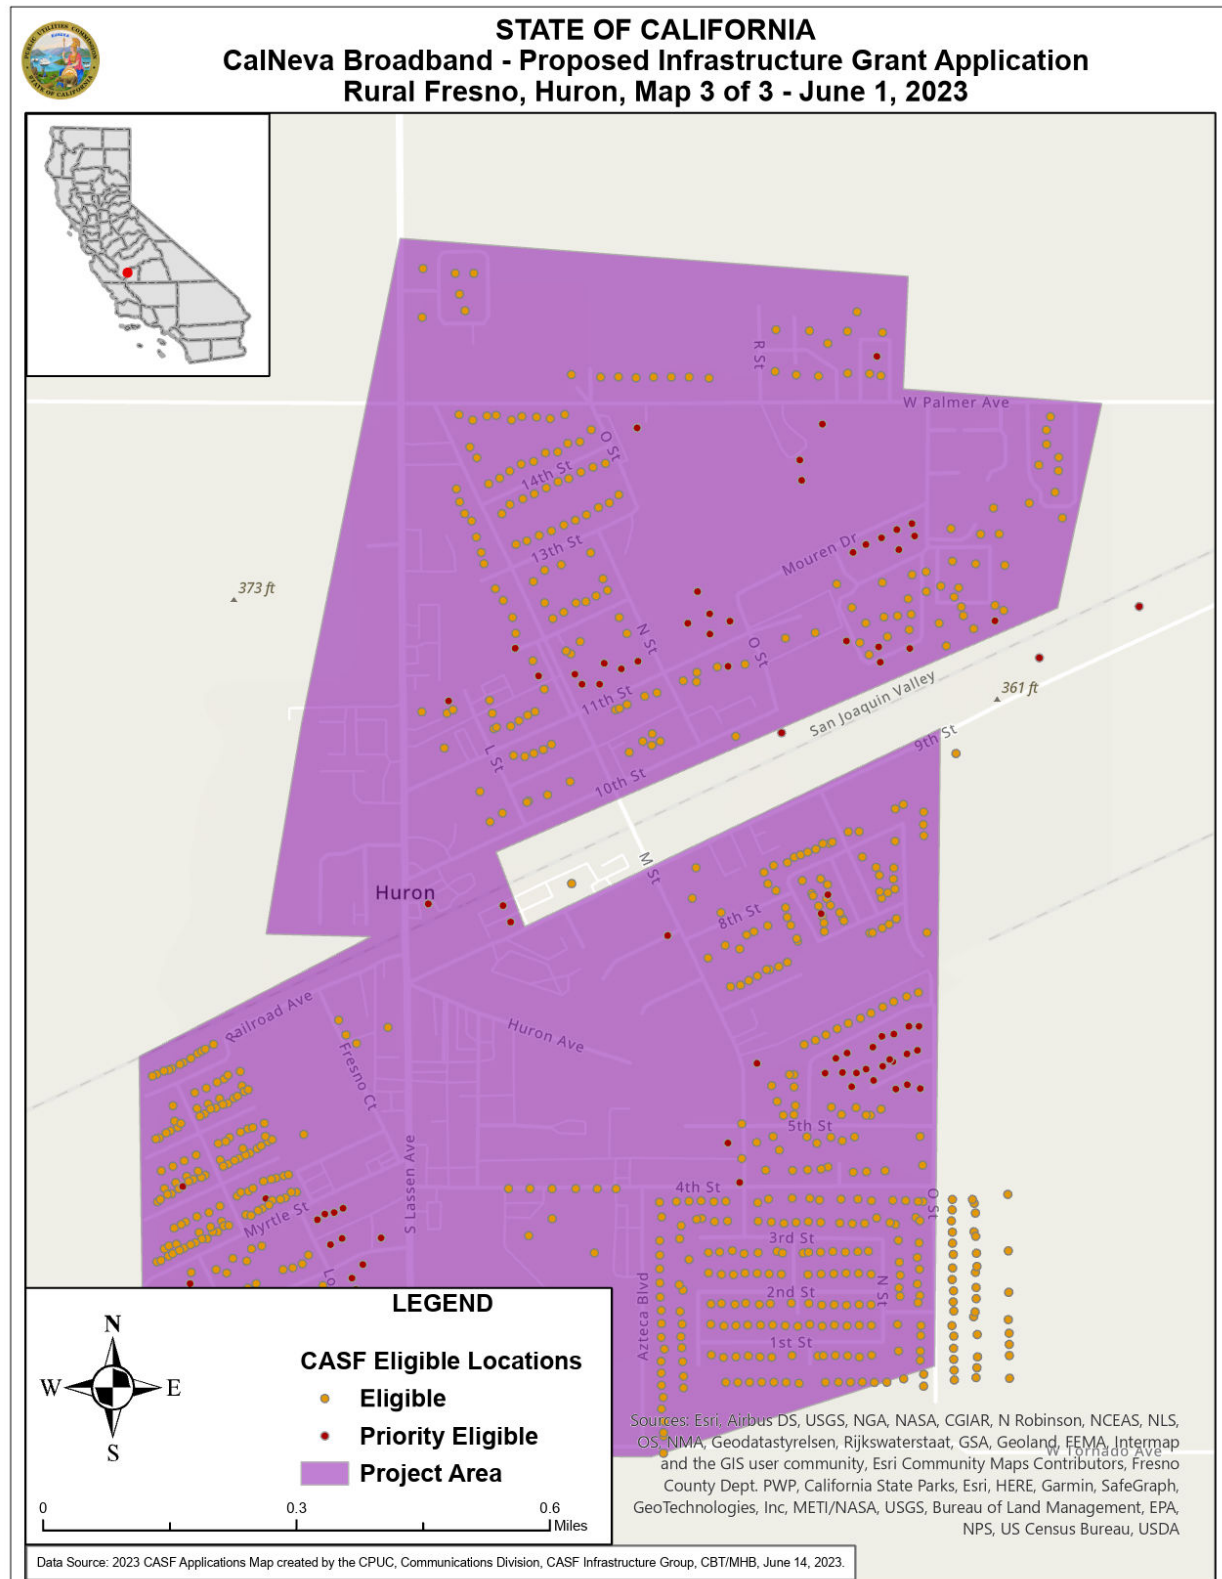 STATE OF CALIFORNIA
CalNeva Broadband - Proposed Infrastructure Grant Application
Rural Fresno, Huron, Map 3 of 3 - June 1, 2023
R St
W Palmer Ave
O St
14th St
13th St
Mouren Dr
373 ft
N St
O St
11th St
361 ft
San Joaquin Valley
9th St
L St
10th St
M St
Huron
8th St
Railroad Ave
Huron Ave
Fresno Ct
5th St
S Lassen Ave
4th St
O St
Myrtle St
3rd St
Lo
2nd St
N St
Azteca Blvd
1st St
W Tornado Ave
LEGEND
N
W E
S
CASF Eligible Locations
Eligible
Priority Eligible
Project Area
0 0.3 0.6
Miles
Sources: Esri, Airbus DS, USGS, NGA, NASA, CGIAR, N Robinson, NCEAS, NLS,
OS, NMA, Geodatastyrelsen, Rijkswaterstaat, GSA, Geoland, FEMA, Intermap
and the GIS user community, Esri Community Maps Contributors, Fresno
County Dept. PWP, California State Parks, Esri, HERE, Garmin, SafeGraph,
GeoTechnologies, Inc, METI/NASA, USGS, Bureau of Land Management, EPA,
NPS, US Census Bureau, USDA
Data Source: 2023 CASF Applications Map created by the CPUC, Communications Division, CASF Infrastructure Group, CBT/MHB, June 14, 2023.